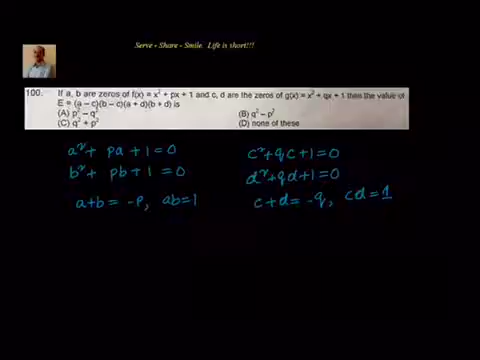 Serve - Share - Smile. Life is short!!!
100. If a, b are zeros of f(x) = x² + px + 1 and c, d are the zeros of g(x) = x² + qx + 1 then the value of
E = (a – c)(b – c)(a + d)(b + d) is
(A) p² – q² (B) q² – p²
(C) q² + p² (D) none of these
a² + pa + 1 = 0 c² + qc + 1 = 0
b² + pb + 1 = 0 d² + qd + 1 = 0
a+b = -p, ab = 1 c+d = -q, cd = 1